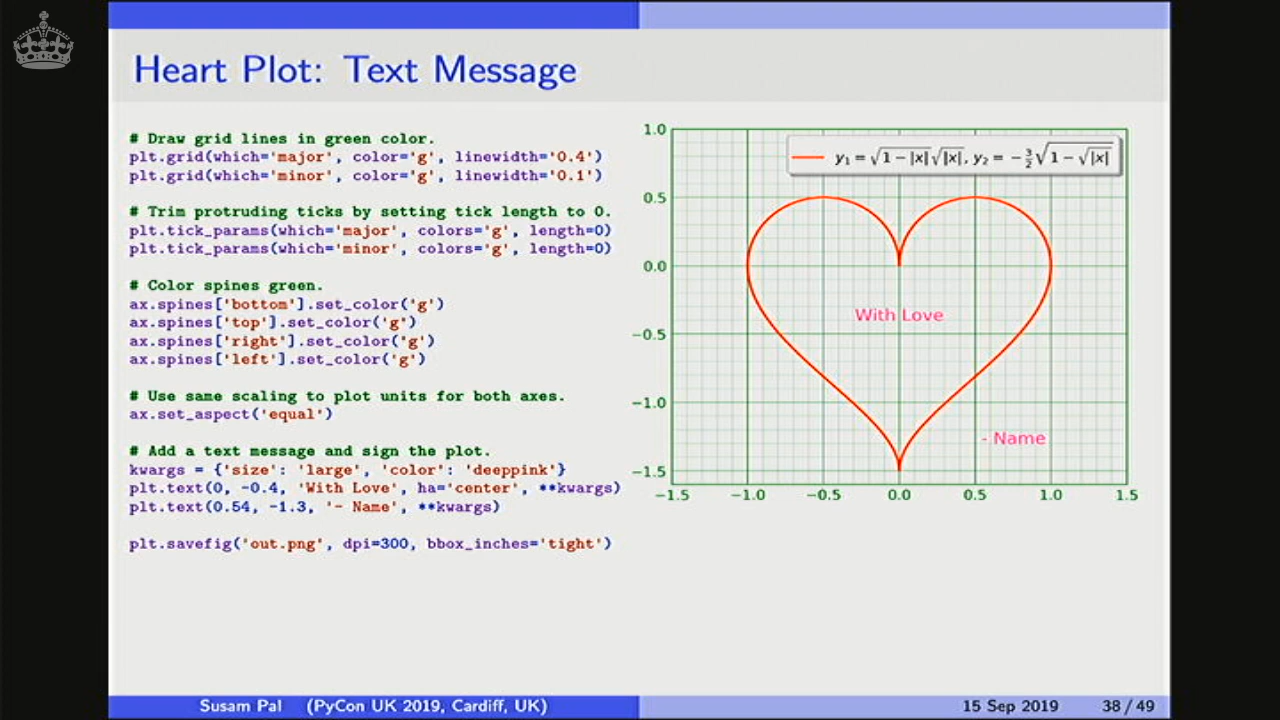 Heart Plot: Text Message
# Draw grid lines in green color.
plt.grid(which='major', color='g', linewidth='0.4')
plt.grid(which='minor', color='g', linewidth='0.1')
# Trim protruding ticks by setting tick length to 0.
plt.tick_params(which='major', colors='g', length=0)
plt.tick_params(which='minor', colors='g', length=0)
# Color spines green.
ax.spines['bottom'].set_color('g')
ax.spines['top'].set_color('g')
ax.spines['right'].set_color('g')
ax.spines['left'].set_color('g')
# Use same scaling to plot units for both axes.
ax.set_aspect('equal')
# Add a text message and sign the plot.
kwargs = {'size': 'large', 'color': 'deeppink'}
plt.text(0, -0.4, 'With Love', ha='center', **kwargs)
plt.text(0.54, -1.3, '- Name', **kwargs)
plt.savefig('out.png', dpi=300, bbox_inches='tight')
y₁ = √(1 − |x|)√|x|, y₂ = −3/2 √(1 − √|x|)
1.0
0.5
0.0
−0.5
−1.0
−1.5
With Love
- Name
−1.5 −1.0 −0.5 0.0 0.5 1.0 1.5
Susam Pal (PyCon UK 2019, Cardiff, UK) 15 Sep 2019 38 / 49